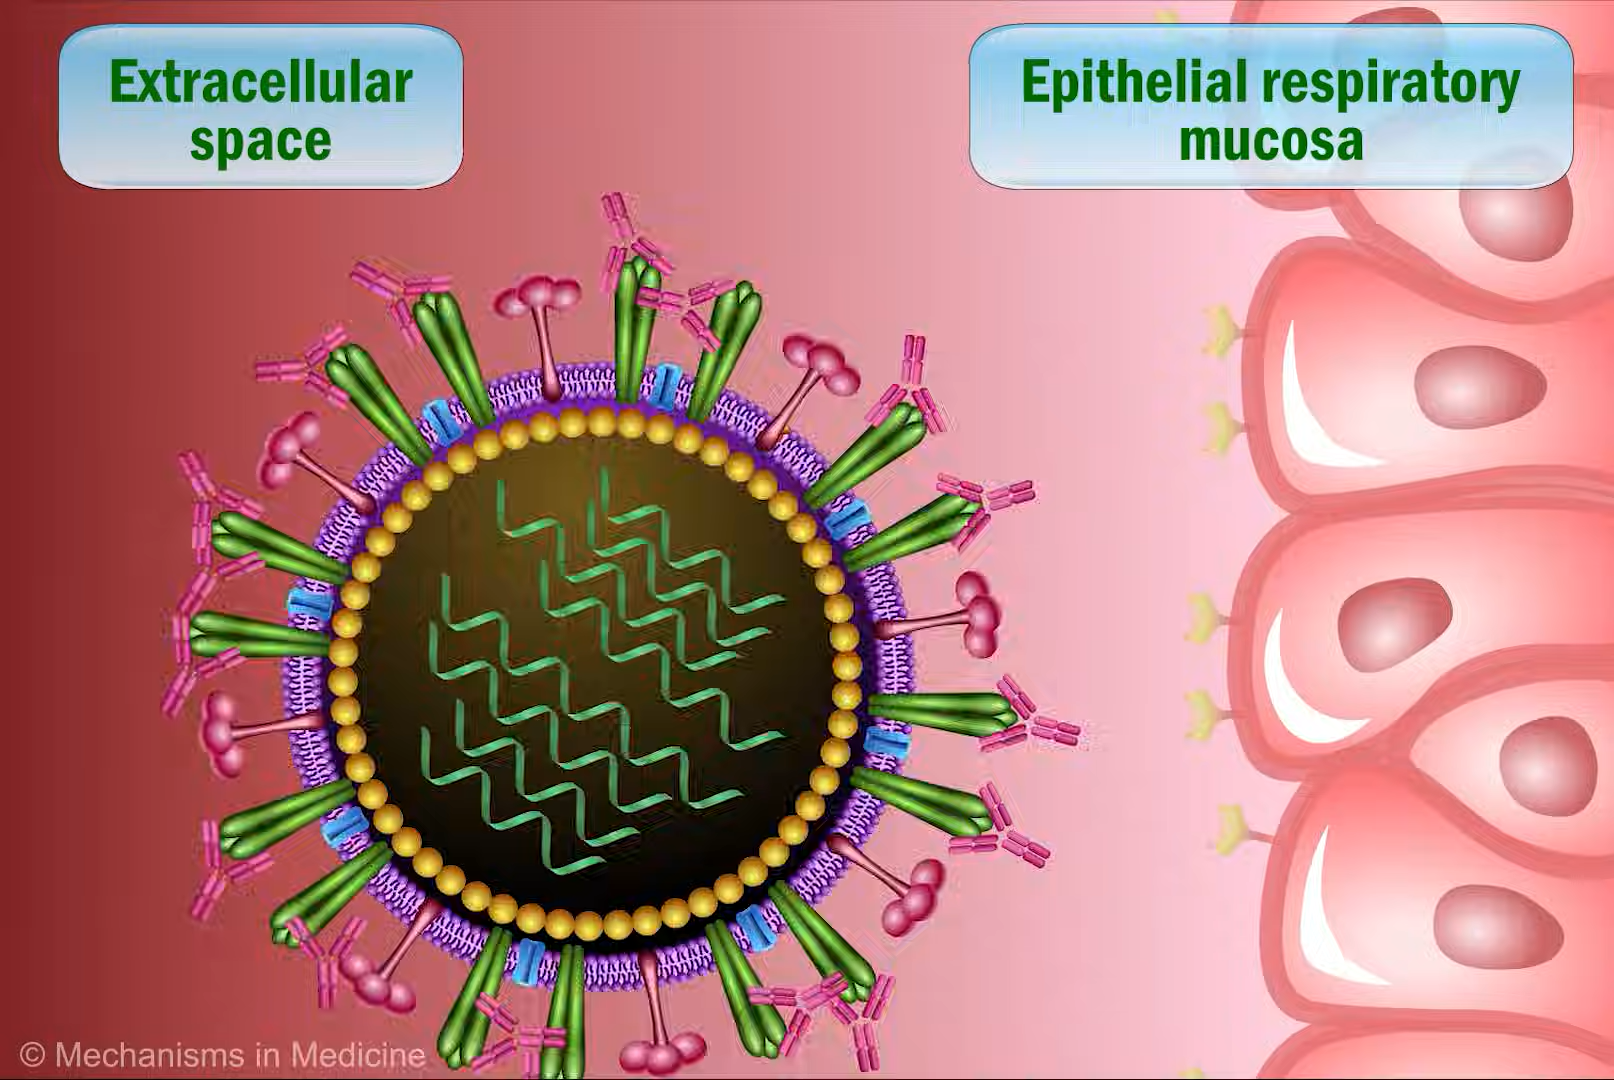 Extracellular
space
Epithelial respiratory
mucosa
© Mechanisms in Medicine